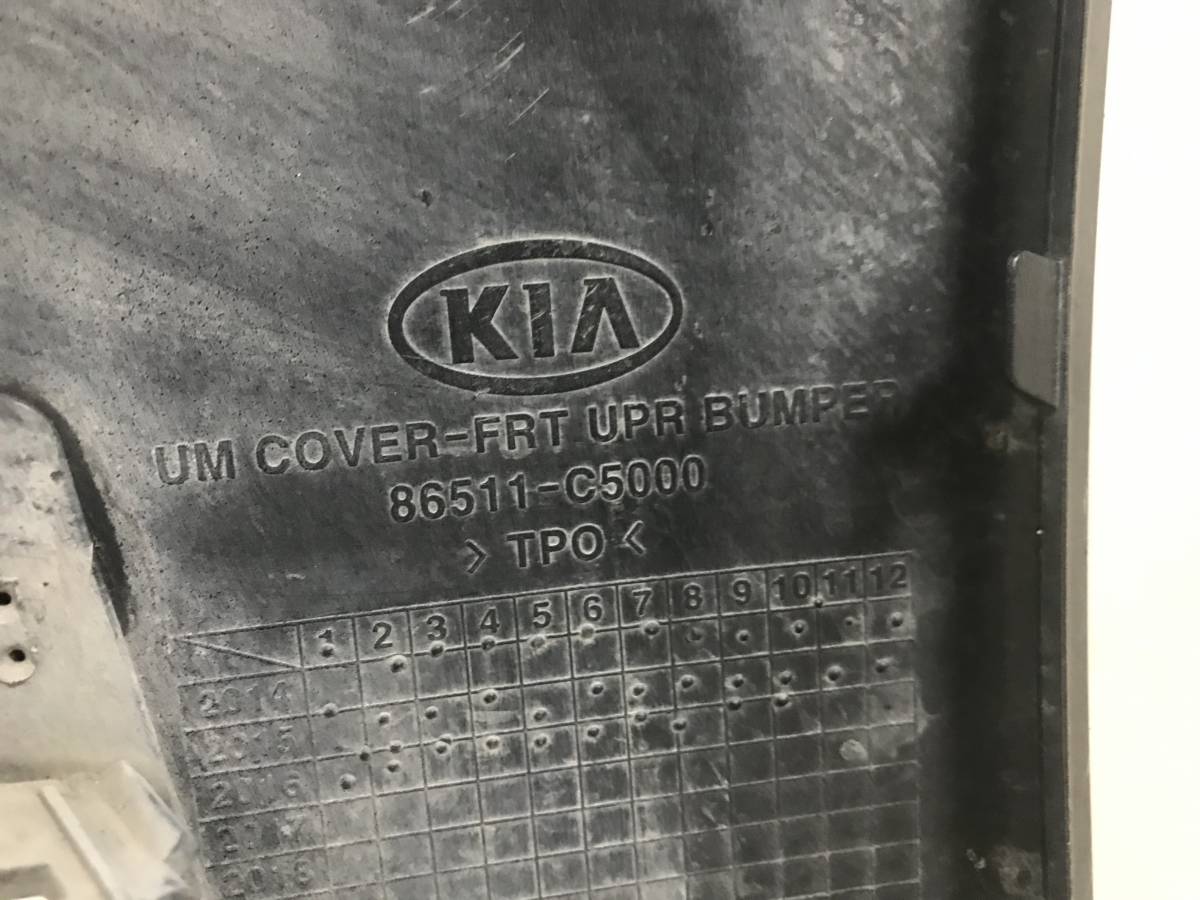 KIA
UM COVER-FRT UPR BUMPER
86511-C5000
> TPO <
1 2 3 4 5 6 7 8 9 10 11 12
2014
2015
2016
2017
2018